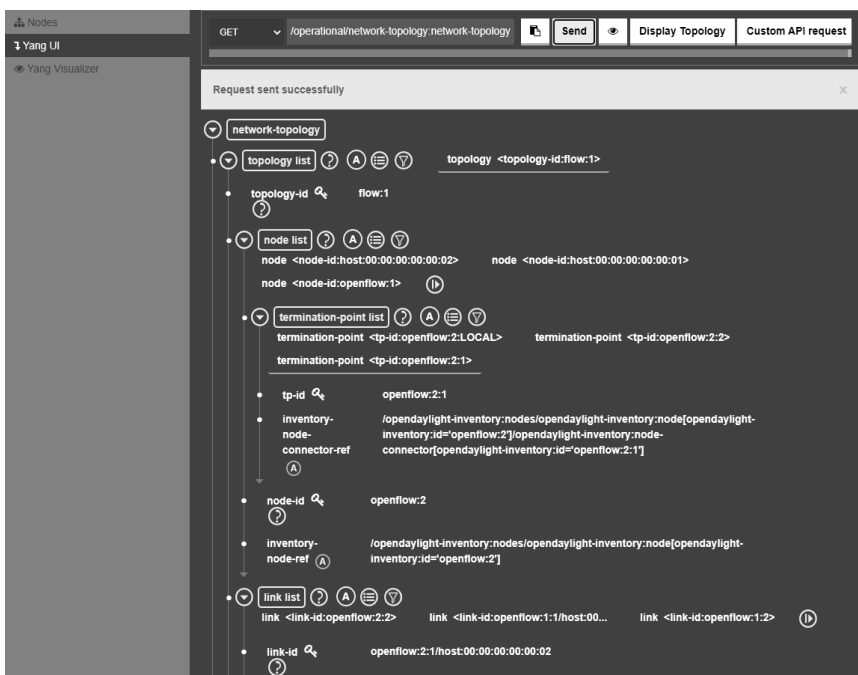 Nodes
Yang UI
Yang Visualizer
GET /operational/network-topology:network-topology Send Display Topology Custom API request
Request sent successfully ×
network-topology
topology list ? A topology <topology-id:flow:1>
topology-id flow:1
?
node list ? A
node <node-id:host:00:00:00:00:00:02> node <node-id:host:00:00:00:00:00:01>
node <node-id:openflow:1>
termination-point list ? A
termination-point <tp-id:openflow:2:LOCAL> termination-point <tp-id:openflow:2:2>
termination-point <tp-id:openflow:2:1>
tp-id openflow:2:1
inventory- /opendaylight-inventory:nodes/opendaylight-inventory:node[opendaylight-
node- inventory:id='openflow:2']/opendaylight-inventory:node-
connector-ref connector[opendaylight-inventory:id='openflow:2:1']
A
node-id openflow:2
?
inventory- /opendaylight-inventory:nodes/opendaylight-inventory:node[opendaylight-
node-ref A inventory:id='openflow:2']
link list ? A
link <link-id:openflow:2:2> link <link-id:openflow:1:1/host:00... link <link-id:openflow:1:2>
link-id openflow:2:1/host:00:00:00:00:00:02
?